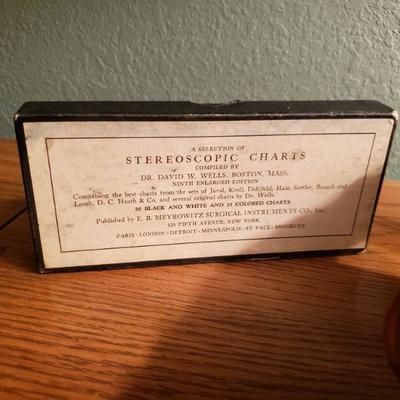 A SELECTION OF
STEREOSCOPIC CHARTS
COMPILED BY
DR. DAVID W. WELLS, BOSTON, MASS.
NINTH ENLARGED EDITION
Comprising the best charts from the sets of Javal, Kroll, Dahlfeld, Hale, Sattler, Bausch and
Lomb, D. C. Heath & Co. and several original charts by Dr. Wells.
50 BLACK AND WHITE AND 21 COLORED CHARTS
Published by E. B. MEYROWITZ SURGICAL INSTRUMENTS CO., Inc.
520 FIFTH AVENUE, NEW YORK
PARIS - LONDON - DETROIT - MINNEAPOLIS - ST. PAUL - BROOKLYN